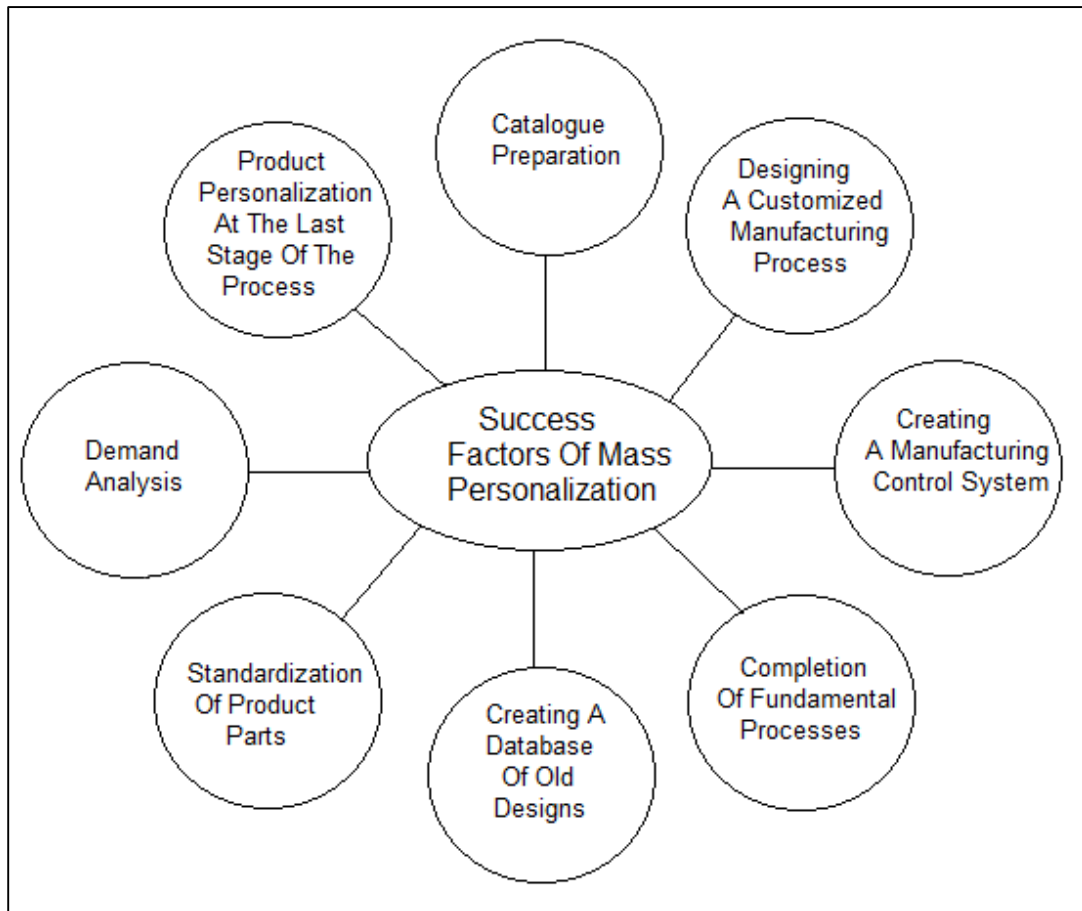 Catalogue
Preparation
Product
Personalization
At The Last
Stage Of The
Process
Designing
A Customized
Manufacturing
Process
Success
Factors Of Mass
Personalization
Demand
Analysis
Creating
A Manufacturing
Control System
Standardization
Of Product
Parts
Creating A
Database
Of Old
Designs
Completion
Of Fundamental
Processes